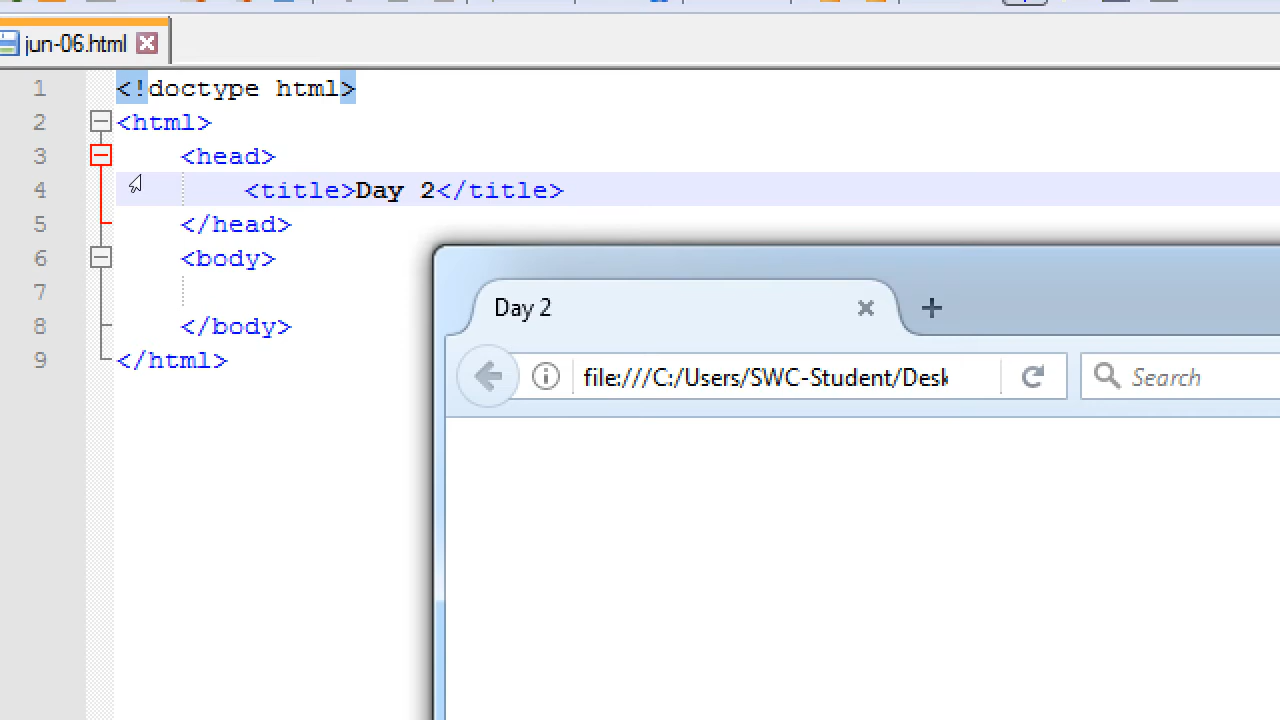 jun-06.html
1 <!doctype html>
2 <html>
3 <head>
4 <title>Day 2</title>
5 </head>
6 <body>
7
8 </body>
9 </html>
Day 2
file:///C:/Users/SWC-Student/Desk
Search